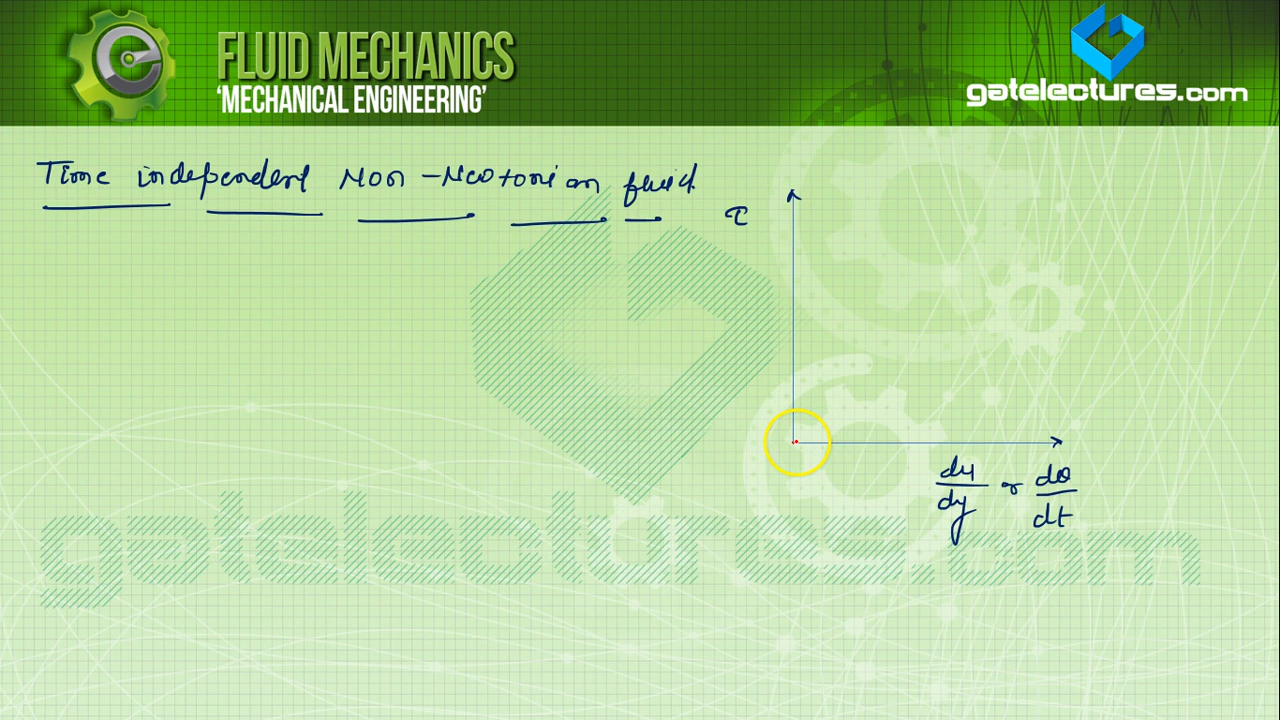 FLUID MECHANICS
'MECHANICAL ENGINEERING'
gatelectures.com
Time independent Non-Newtonian fluid
τ
du/dy or dθ/dt
gatelectures.com